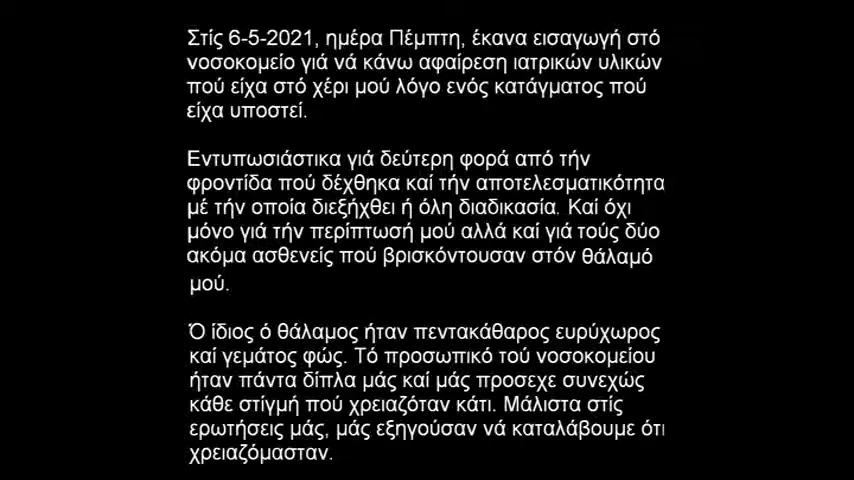 Στίς 6-5-2021, ημέρα Πέμπτη, έκανα εισαγωγή στό
νοσοκομείο γιά νά κάνω αφαίρεση ιατρικών υλικών
πού είχα στό χέρι μού λόγο ενός κατάγματος πού
είχα υποστεί.
Εντυπωσιάστικα γιά δεύτερη φορά από τήν
φροντίδα πού δέχθηκα καί τήν αποτελεσματικότητα
μέ τήν οποία διεξήχθει ή όλη διαδικασία. Καί όχι
μόνο γιά τήν περίπτωσή μού αλλά καί γιά τούς δύο
ακόμα ασθενείς πού βρισκόντουσαν στόν θάλαμό
μού.
Ό ίδιος ό θάλαμος ήταν πεντακάθαρος ευρύχωρος
καί γεμάτος φώς. Τό προσωπικό τού νοσοκομείου
ήταν πάντα δίπλα μάς καί μάς προσεχε συνεχώς
κάθε στίγμή πού χρειαζόταν κάτι. Μάλιστα στίς
ερωτήσεις μάς, μάς εξηγούσαν νά καταλάβουμε ότι
χρειαζόμασταν.